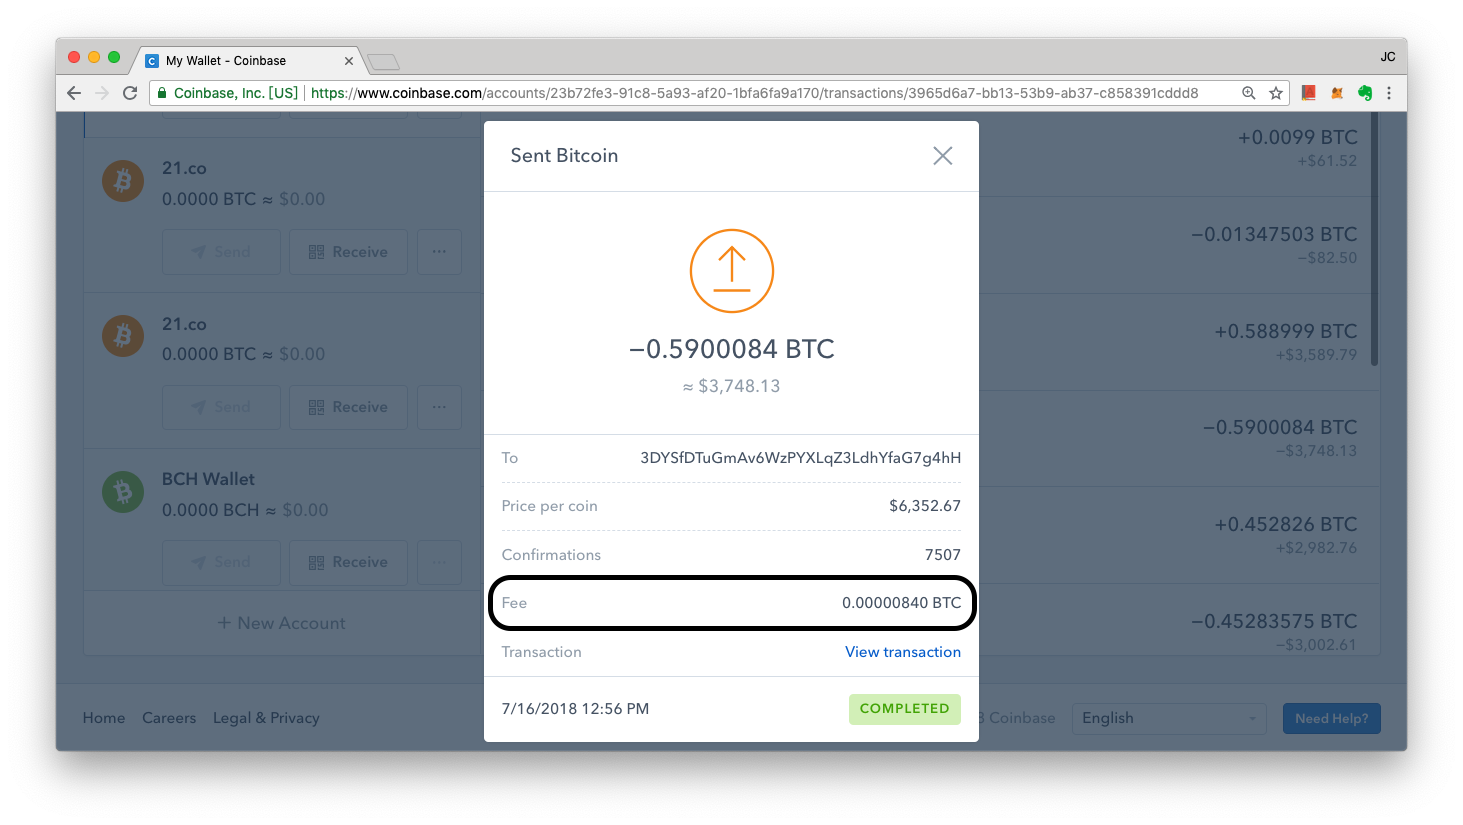 My Wallet - Coinbase
JC
Coinbase, Inc. [US] https://www.coinbase.com/accounts/23b72fe3-91c8-5a93-af20-1bfa6fa9a170/transactions/3965d6a7-bb13-53b9-ab37-c858391cddd8
21.co
0.0000 BTC ≈ $0.00
Send Receive ...
21.co
0.0000 BTC ≈ $0.00
Send Receive ...
BCH Wallet
0.0000 BCH ≈ $0.00
Send Receive ...
+ New Account
Sent Bitcoin
−0.5900084 BTC
≈ $3,748.13
To 3DYSfDTuGmAv6WzPYXLqZ3LdhYfaG7g4hH
Price per coin $6,352.67
Confirmations 7507
Fee 0.00000840 BTC
Transaction View transaction
7/16/2018 12:56 PM COMPLETED
+0.0099 BTC
+$61.52
−0.01347503 BTC
−$82.50
+0.588999 BTC
+$3,589.79
−0.5900084 BTC
−$3,748.13
+0.452826 BTC
+$2,982.76
−0.45283575 BTC
−$3,002.61
Home Careers Legal & Privacy
Coinbase English Need Help?